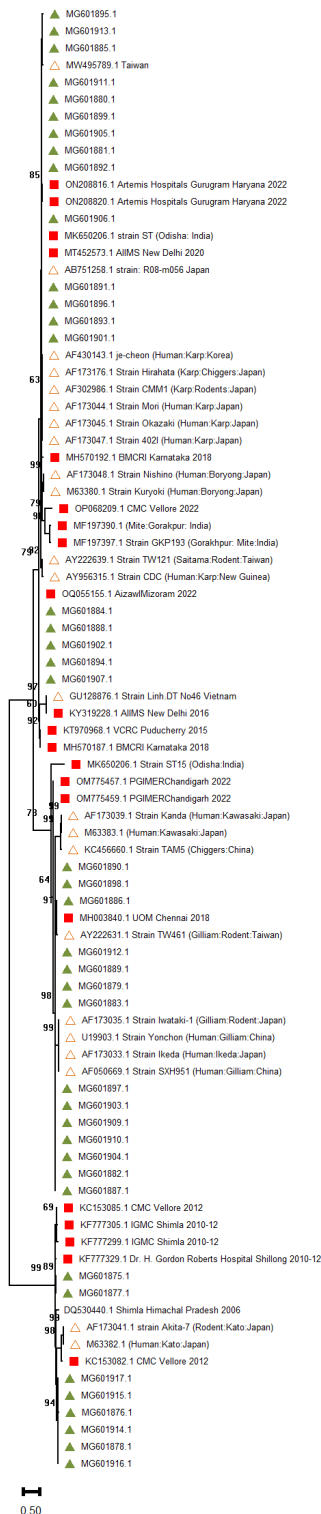 MG601895.1
MG601913.1
MG601885.1
MW495789.1 Taiwan
MG601911.1
MG601880.1
MG601899.1
MG601905.1
MG601881.1
MG601892.1
85
ON208816.1 Artemis Hospitals Gurugram Haryana 2022
ON208820.1 Artemis Hospitals Gurugram Haryana 2022
MG601906.1
MK650206.1 strain ST (Odisha: India)
MT452573.1 AIIMS New Delhi 2020
AB751258.1 strain: R08-m056 Japan
MG601891.1
MG601896.1
MG601893.1
MG601901.1
AF430143.1 je-cheon (Human:Karp:Korea)
AF173176.1 Strain Hirahata (Karp:Chiggers:Japan)
63
AF302986.1 Strain CMM1 (Karp:Rodents:Japan)
AF173044.1 Strain Mori (Human:Karp:Japan)
AF173045.1 Strain Okazaki (Human:Karp:Japan)
AF173047.1 Strain 402I (Human:Karp:Japan)
MH570192.1 BMCRI Karnataka 2018
99
AF173048.1 Strain Nishino (Human:Boryong:Japan)
M63380.1 Strain Kuryoki (Human:Boryong:Japan)
79
OP068209.1 CMC Vellore 2022
MF197390.1 (Mite:Gorakpur: India)
MF197397.1 Strain GKP193 (Gorakhpur: Mite:India)
79
92
AY222639.1 Strain TW121 (Saitama:Rodent:Taiwan)
AY956315.1 Strain CDC (Human:Karp:New Guinea)
OQ055155.1 AizawlMizoram 2022
MG601884.1
MG601888.1
MG601902.1
MG601894.1
MG601907.1
97
GU128876.1 Strain Linh.DT No46 Vietnam
60
KY319228.1 AIIMS New Delhi 2016
92
KT970968.1 VCRC Puducherry 2015
MH570187.1 BMCRI Karnataka 2018
MK650206.1 Strain ST15 (Odisha:India)
OM775457.1 PGIMERChandigarh 2022
OM775459.1 PGIMERChandigarh 2022
99
73
AF173039.1 Strain Kanda (Human:Kawasaki:Japan)
99
M63383.1 (Human:Kawasaki:Japan)
KC456660.1 Strain TAM5 (Chiggers:China)
MG601890.1
64
MG601898.1
MG601886.1
97
MH003840.1 UOM Chennai 2018
AY222631.1 Strain TW461 (Gilliam:Rodent:Taiwan)
MG601912.1
MG601889.1
MG601879.1
98
MG601883.1
AF173035.1 Strain Iwataki-1 (Gilliam:Rodent:Japan)
99
U19903.1 Strain Yonchon (Human:Gilliam:China)
AF173033.1 Strain Ikeda (Human:Ikeda:Japan)
AF050669.1 Strain SXH951 (Human:Gilliam:China)
MG601897.1
MG601903.1
MG601909.1
MG601910.1
MG601904.1
MG601882.1
MG601887.1
69
KC153085.1 CMC Vellore 2012
KF777305.1 IGMC Shimla 2010-12
KF777299.1 IGMC Shimla 2010-12
KF777329.1 Dr. H. Gordon Roberts Hospital Shillong 2010-12
99
89
MG601875.1
MG601877.1
DQ530440.1 Shimla Himachal Pradesh 2006
AF173041.1 strain Akita-7 (Rodent:Kato:Japan)
98
M63382.1 (Human:Kato:Japan)
KC153082.1 CMC Vellore 2012
MG601917.1
MG601915.1
94
MG601876.1
MG601914.1
MG601878.1
MG601916.1
0.50